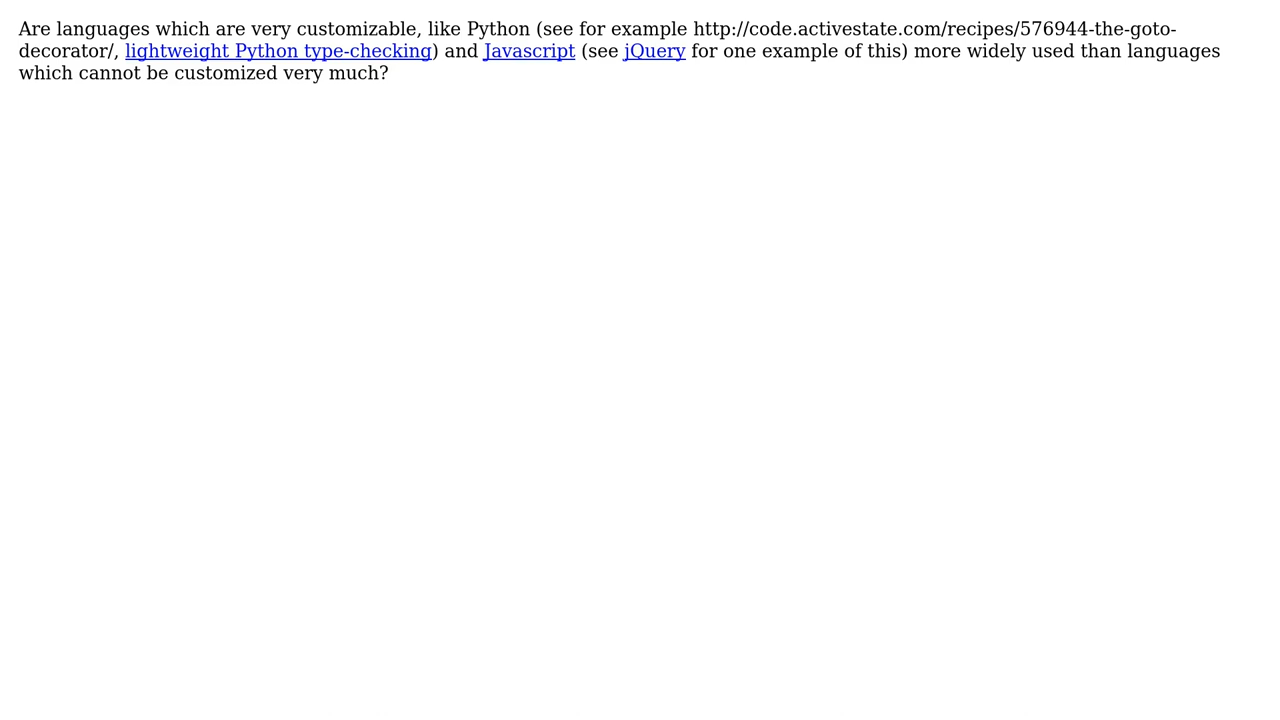 Are languages which are very customizable, like Python (see for example http://code.activestate.com/recipes/576944-the-goto-
decorator/, lightweight Python type-checking) and Javascript (see jQuery for one example of this) more widely used than languages
which cannot be customized very much?